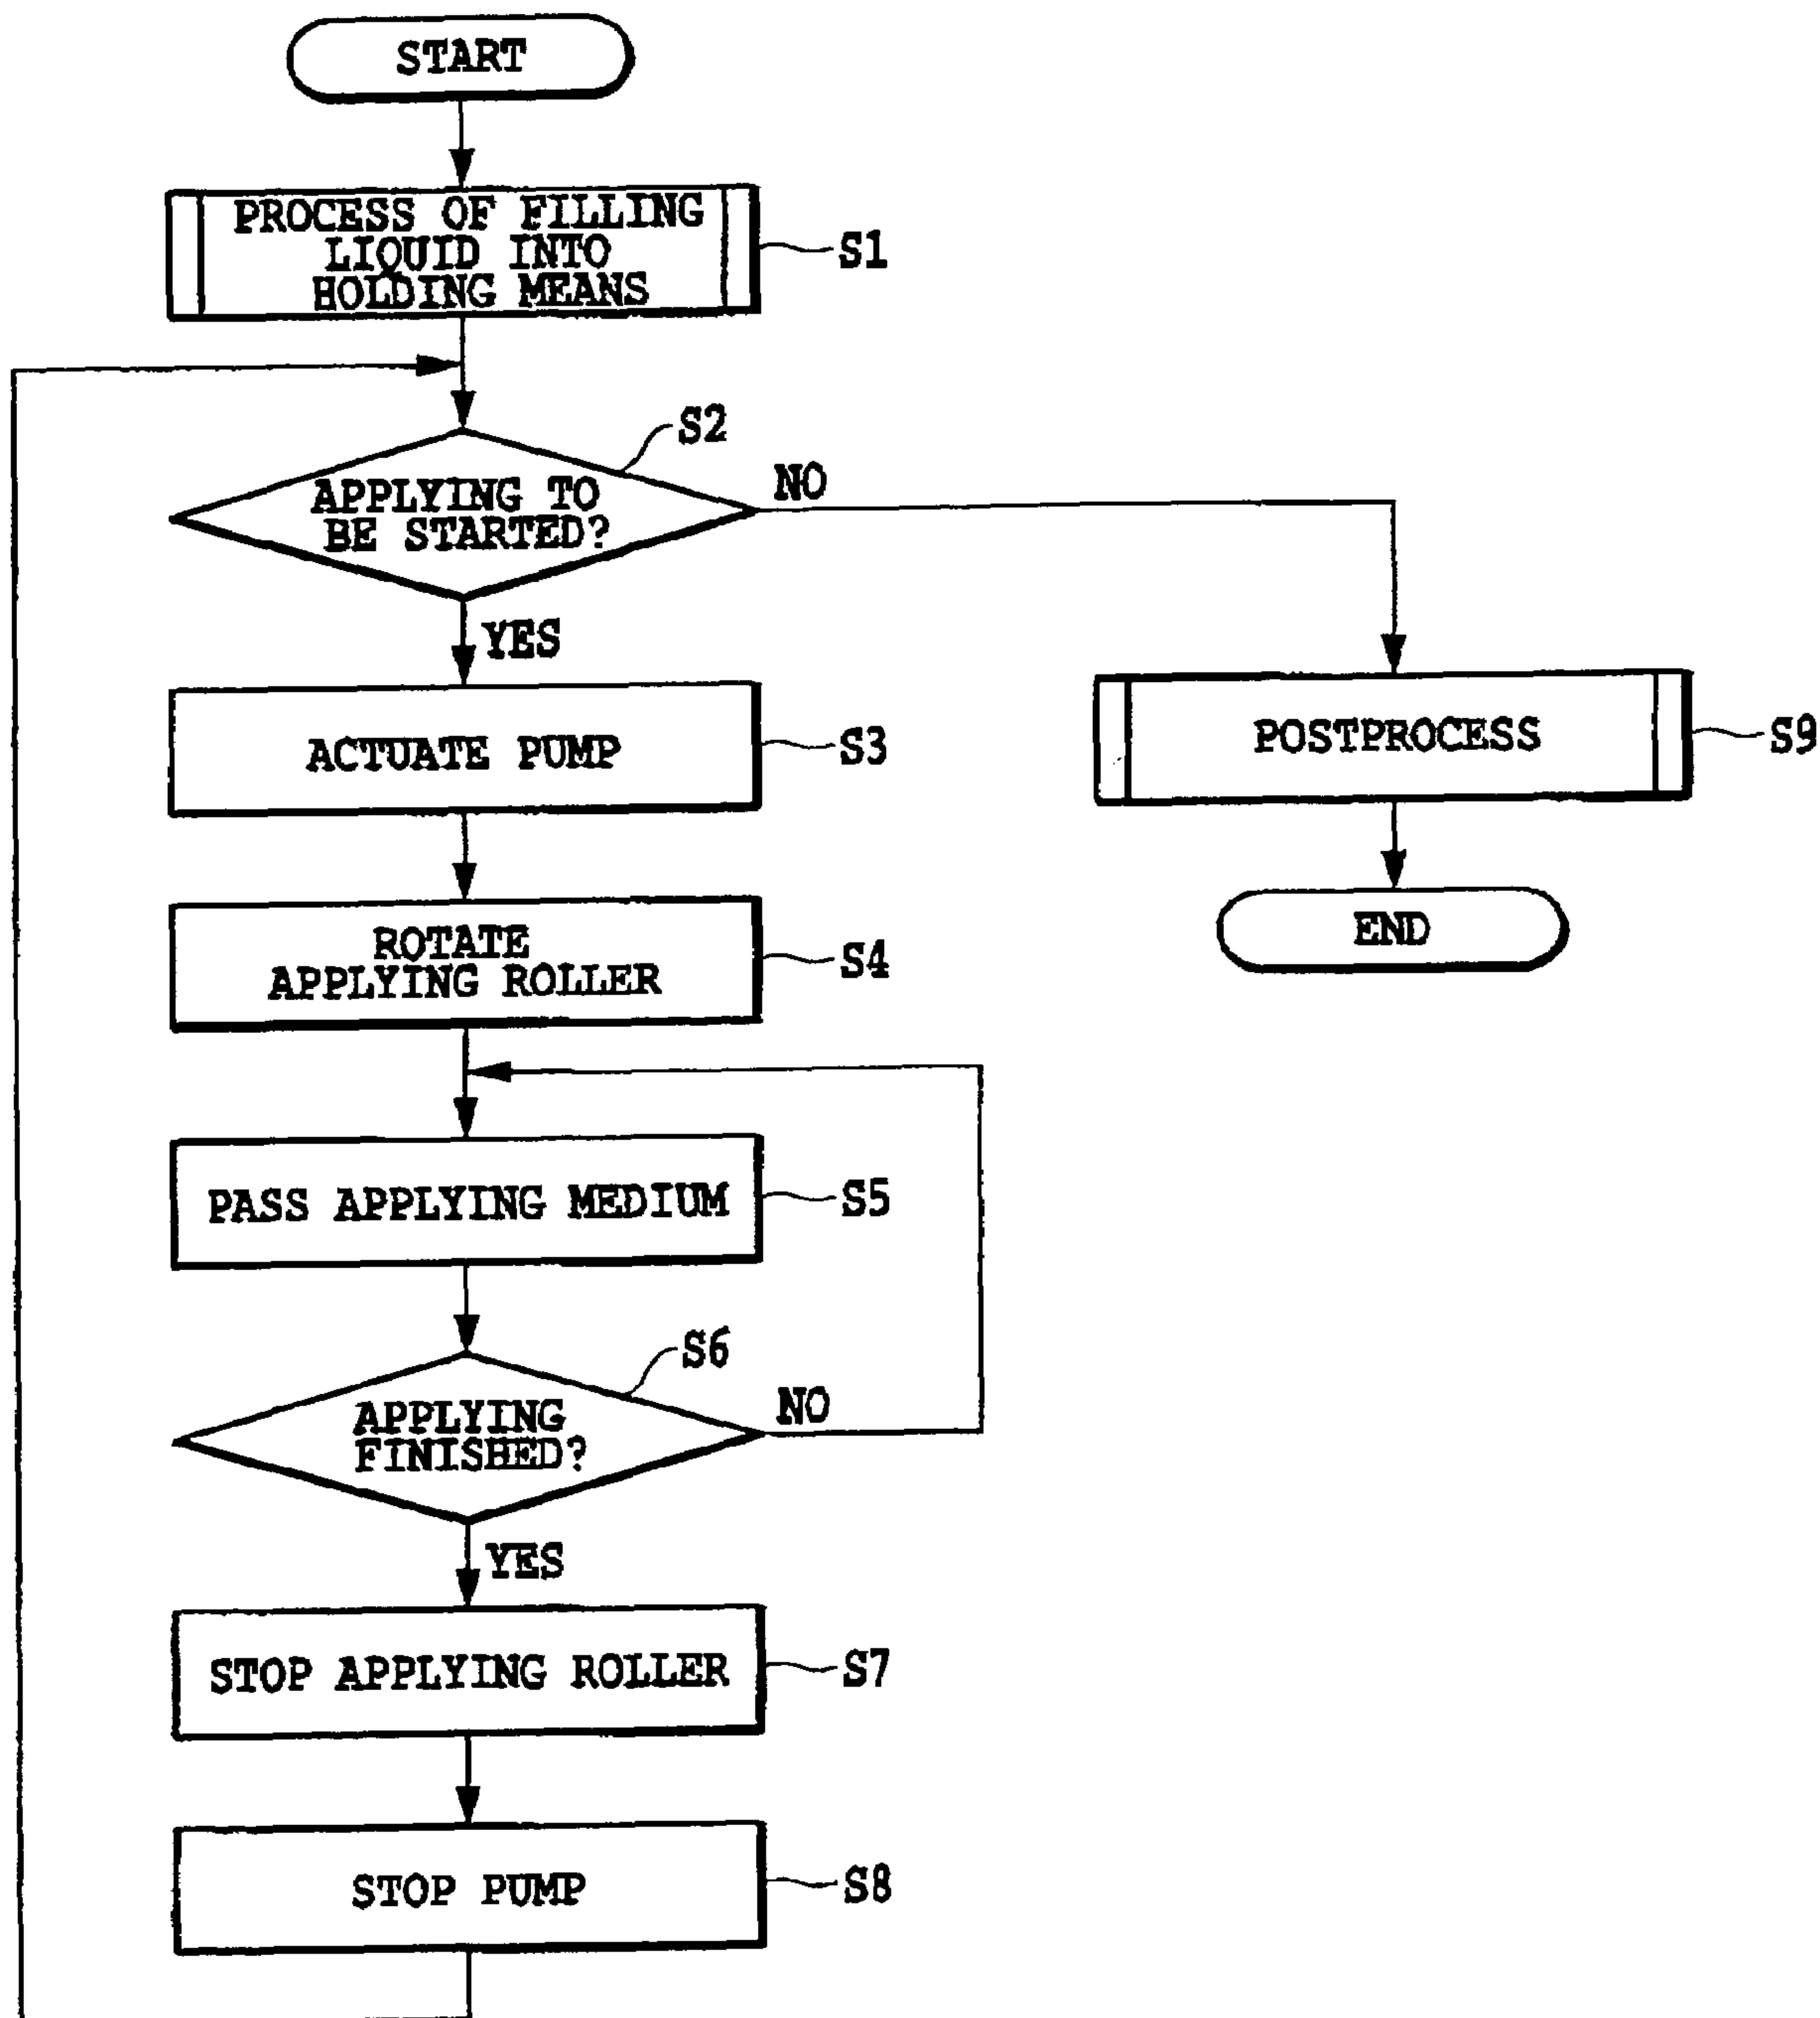 START
PROCESS OF FILLING
LIQUID INTO
HOLDING MEANS
S1
S2
APPLYING TO
BE STARTED?
NO
YES
ACTUATE PUMP
S3
POSTPROCESS
S9
ROTATE
APPLYING ROLLER
S4
END
PASS APPLYING MEDIUM
S5
S6
APPLYING
FINISHED?
NO
YES
STOP APPLYING ROLLER
S7
STOP PUMP
S8